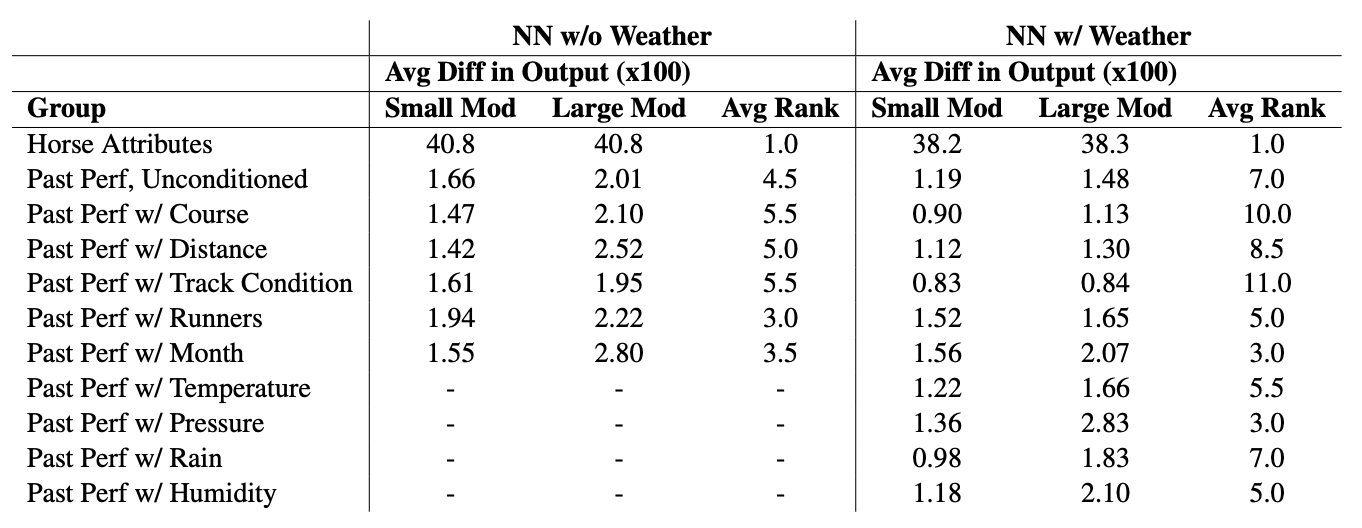 NN w/o Weather NN w/ Weather
Avg Diff in Output (x100) Avg Diff in Output (x100)
Group Small Mod Large Mod Avg Rank Small Mod Large Mod Avg Rank
Horse Attributes 40.8 40.8 1.0 38.2 38.3 1.0
Past Perf, Unconditioned 1.66 2.01 4.5 1.19 1.48 7.0
Past Perf w/ Course 1.47 2.10 5.5 0.90 1.13 10.0
Past Perf w/ Distance 1.42 2.52 5.0 1.12 1.30 8.5
Past Perf w/ Track Condition 1.61 1.95 5.5 0.83 0.84 11.0
Past Perf w/ Runners 1.94 2.22 3.0 1.52 1.65 5.0
Past Perf w/ Month 1.55 2.80 3.5 1.56 2.07 3.0
Past Perf w/ Temperature - - - 1.22 1.66 5.5
Past Perf w/ Pressure - - - 1.36 2.83 3.0
Past Perf w/ Rain - - - 0.98 1.83 7.0
Past Perf w/ Humidity - - - 1.18 2.10 5.0